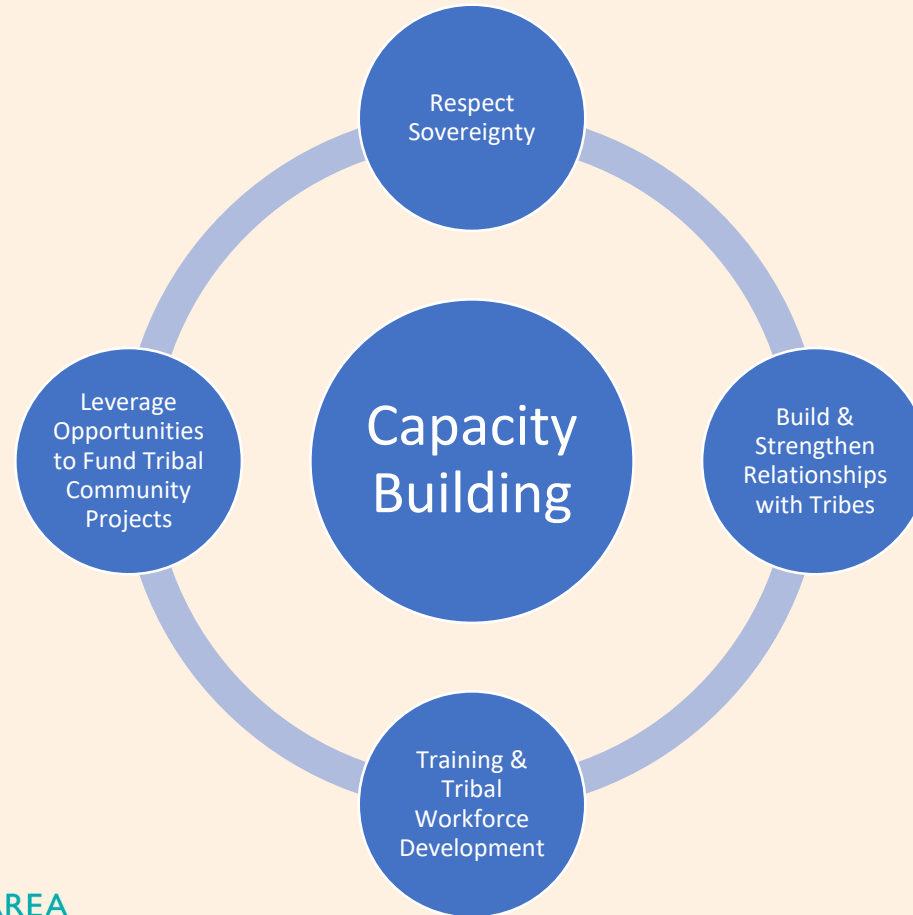 Respect
Sovereignty
Leverage
Opportunities
to Fund Tribal
Community
Projects
Capacity
Building
Build &
Strengthen
Relationships
with Tribes
Training &
Tribal
Workforce
Development
AREA